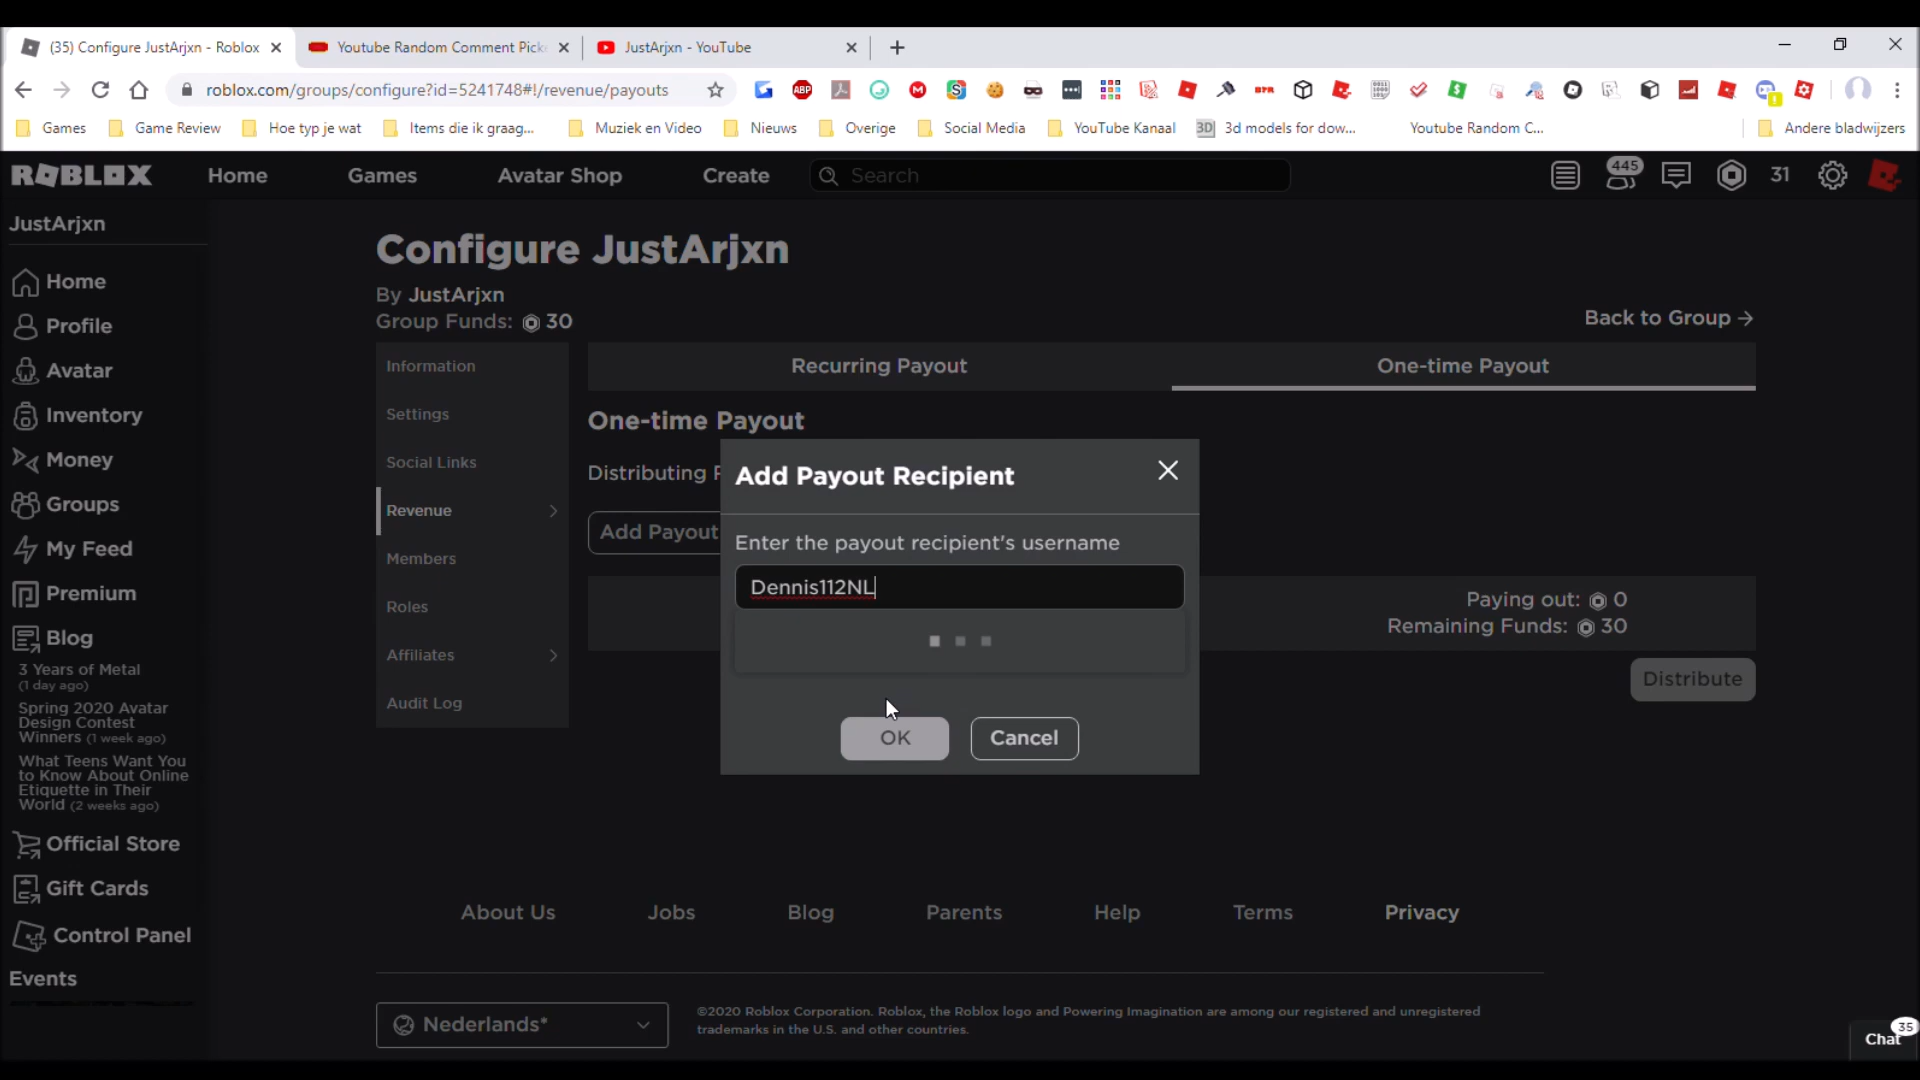 (35) Configure JustArjxn - Roblox
Youtube Random Comment Picke
JustArjxn - YouTube
roblox.com/groups/configure?id=5241748#!/revenue/payouts
ABP
Games
Game Review
Hoe typ je wat
Items die ik graag...
Muziek en Video
Nieuws
Overige
Social Media
YouTube Kanaal
3D 3d models for dow...
Youtube Random C...
Andere bladwijzers
ROBLOX
Home
Games
Avatar Shop
Create
Search
445
31
JustArjxn
Home
Profile
Avatar
Inventory
Money
Groups
My Feed
Premium
Blog
3 Years of Metal
(1 day ago)
Spring 2020 Avatar
Design Contest
Winners (1 week ago)
What Teens Want You
to Know About Online
Etiquette in Their
World (2 weeks ago)
Official Store
Gift Cards
Control Panel
Events
Configure JustArjxn
By JustArjxn
Group Funds: 30
Back to Group →
Information
Settings
Social Links
Revenue
Members
Roles
Affiliates
Audit Log
Recurring Payout
One-time Payout
One-time Payout
Distributing
Add Payout
Add Payout Recipient
Enter the payout recipient's username
Dennis112NL
OK
Cancel
Paying out: 0
Remaining Funds: 30
Distribute
About Us
Jobs
Blog
Parents
Help
Terms
Privacy
Nederlands*
©2020 Roblox Corporation. Roblox, the Roblox logo and Powering Imagination are among our registered and unregistered
trademarks in the U.S. and other countries.
Chat
35